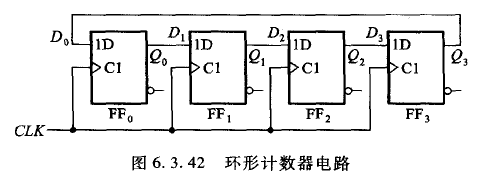 D₀ 1D Q₀ D₁ 1D Q₁ D₂ 1D Q₂ D₃ 1D Q₃
C1 C1 C1 C1
FF₀ FF₁ FF₂ FF₃
CLK
图 6.3.42 环形计数器电路